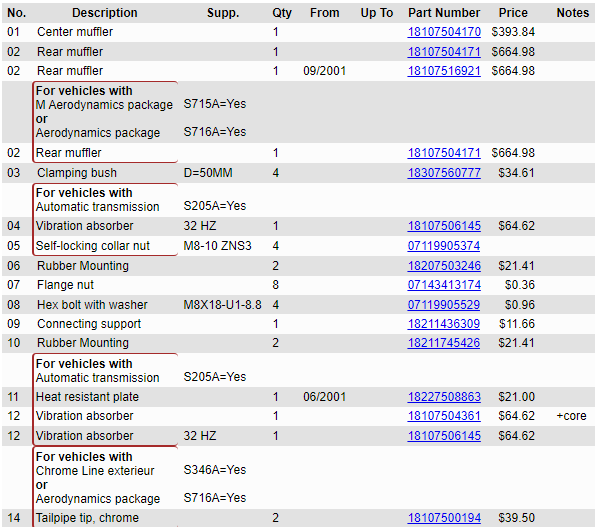 No. Description Supp. Qty From Up To Part Number Price Notes
01 Center muffler 1 18107504170 $393.84
02 Rear muffler 1 18107504171 $664.98
02 Rear muffler 1 09/2001 18107516921 $664.98
For vehicles with
M Aerodynamics package S715A=Yes
or
Aerodynamics package S716A=Yes
02 Rear muffler 1 18107504171 $664.98
03 Clamping bush D=50MM 4 18307560777 $34.61
For vehicles with
Automatic transmission S205A=Yes
04 Vibration absorber 32 HZ 1 18107506145 $64.62
05 Self-locking collar nut M8-10 ZNS3 4 07119905374
06 Rubber Mounting 2 18207503246 $21.41
07 Flange nut 8 07143413174 $0.36
08 Hex bolt with washer M8X18-U1-8.8 4 07119905529 $0.96
09 Connecting support 1 18211436309 $11.66
10 Rubber Mounting 2 18211745426 $21.41
For vehicles with
Automatic transmission S205A=Yes
11 Heat resistant plate 1 06/2001 18227508863 $21.00
12 Vibration absorber 1 18107504361 $64.62 +core
12 Vibration absorber 32 HZ 1 18107506145 $64.62
For vehicles with
Chrome Line exterieur S346A=Yes
or
Aerodynamics package S716A=Yes
14 Tailpipe tip, chrome 2 18107500194 $39.50